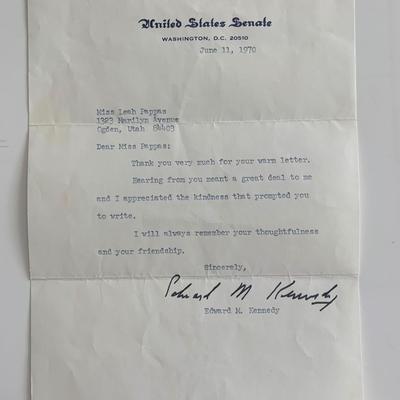 United States Senate
WASHINGTON, D.C. 20510
June 11, 1970
Miss Leah Pappas
1323 Marilyn Avenue
Ogden, Utah 84403
Dear Miss Pappas:
Thank you very much for your warm letter.
Hearing from you meant a great deal to me
and I appreciated the kindness that prompted you
to write.
I will always remember your thoughtfulness
and your friendship.
Sincerely,
Edward M Kennedy
Edward M. Kennedy